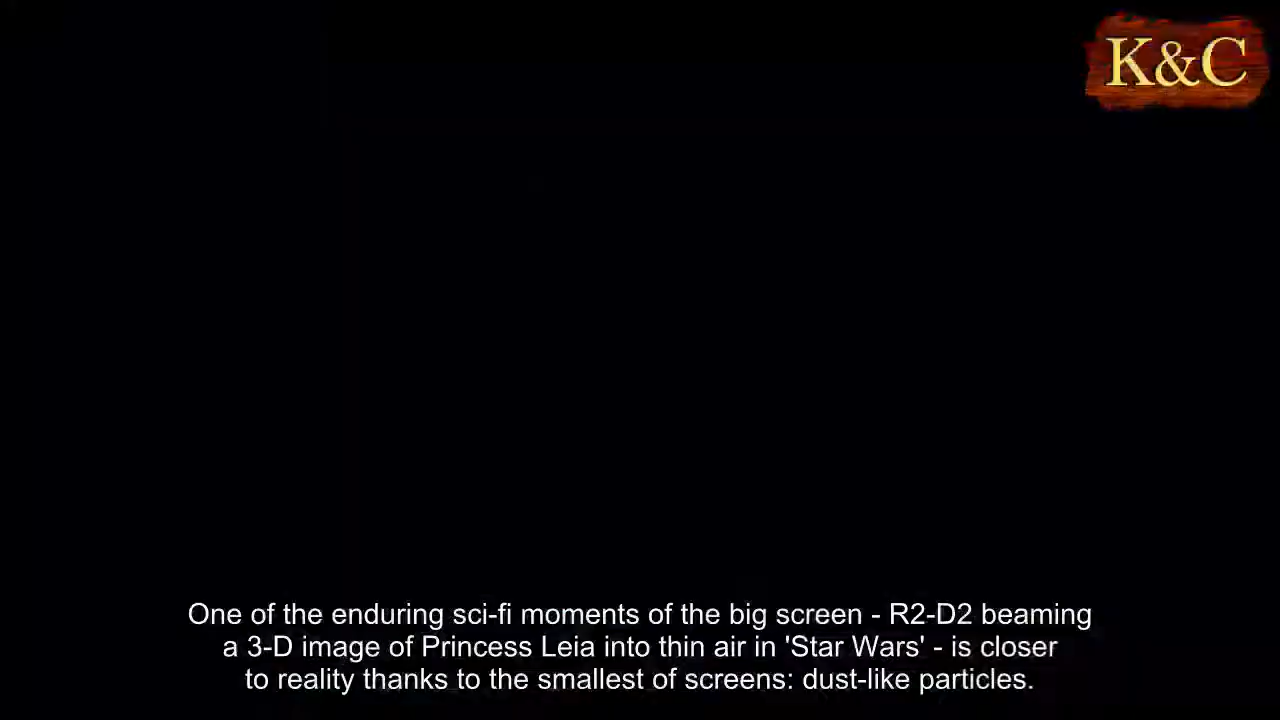 K&C
One of the enduring sci-fi moments of the big screen - R2-D2 beaming
a 3-D image of Princess Leia into thin air in 'Star Wars' - is closer
to reality thanks to the smallest of screens: dust-like particles.